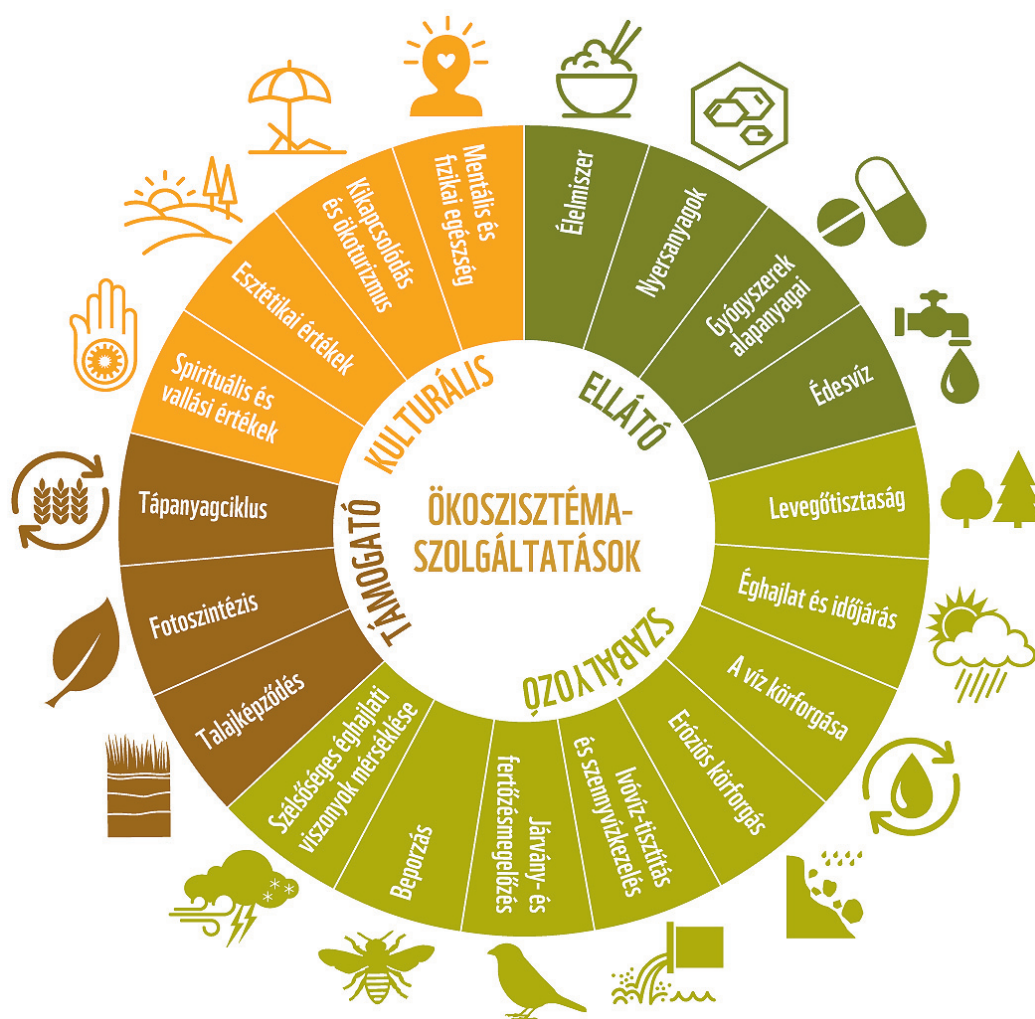 ÖKOSZISZTÉMA-
SZOLGÁLTATÁSOK
ELLÁTÓ
Élelmiszer
Nyersanyagok
Gyógyszerek
alapanyagai
Édesvíz
SZABÁLYOZÓ
Levegőtisztaság
Éghajlat és időjárás
A víz körforgása
Eróziós körforgás
Ivóvíz-tisztítás
és szennyvízkezelés
Járvány- és
fertőzésmegelőzés
Beporzás
Szélsőséges éghajlati
viszonyok mérséklése
TÁMOGATÓ
Talajképződés
Fotoszintézis
Tápanyagciklus
KULTURÁLIS
Spirituális és
vallási értékek
Esztétikai értékek
Kikapcsolódás
és ökoturizmus
Mentális és
fizikai egészség